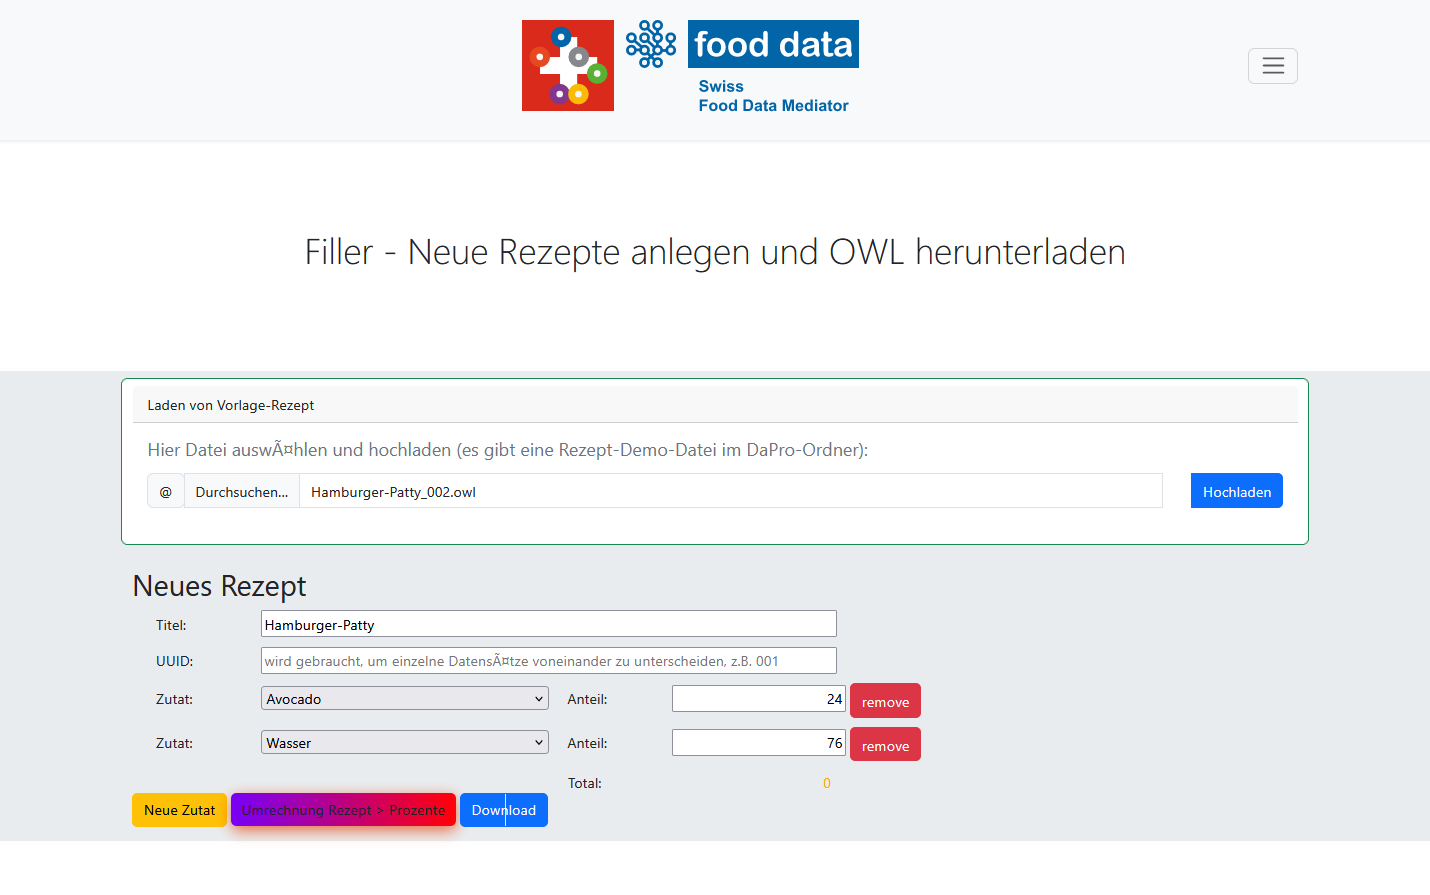 food data
Swiss
Food Data Mediator
Filler - Neue Rezepte anlegen und OWL herunterladen
Laden von Vorlage-Rezept
Hier Datei auswÃ¤hlen und hochladen (es gibt eine Rezept-Demo-Datei im DaPro-Ordner):
@ Durchsuchen... Hamburger-Patty_002.owl Hochladen
Neues Rezept
Titel: Hamburger-Patty
UUID: wird gebraucht, um einzelne DatensÃ¤tze voneinander zu unterscheiden, z.B. 001
Zutat: Avocado Anteil: 24 remove
Zutat: Wasser Anteil: 76 remove
Total: 0
Neue Zutat Umrechnung Rezept > Prozente Download